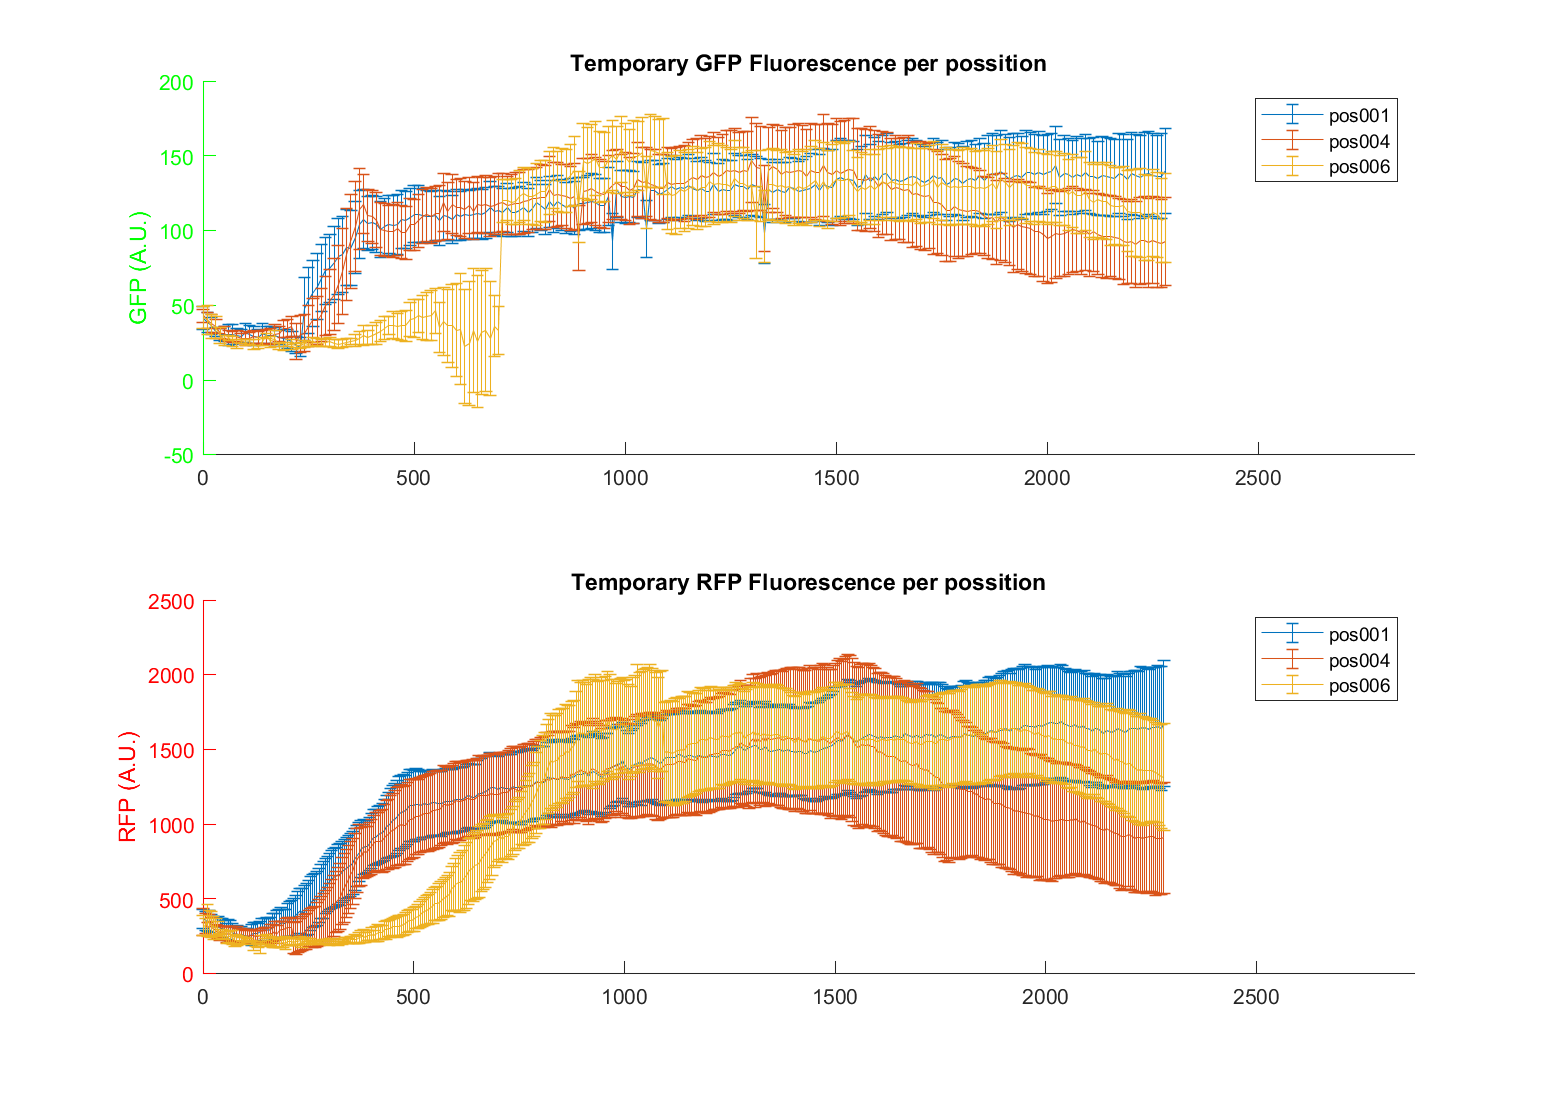 Temporary GFP Fluorescence per possition
200
150
100
50
0
-50
GFP (A.U.)
0 500 1000 1500 2000 2500
pos001
pos004
pos006
Temporary RFP Fluorescence per possition
2500
2000
1500
1000
500
0
RFP (A.U.)
0 500 1000 1500 2000 2500
pos001
pos004
pos006